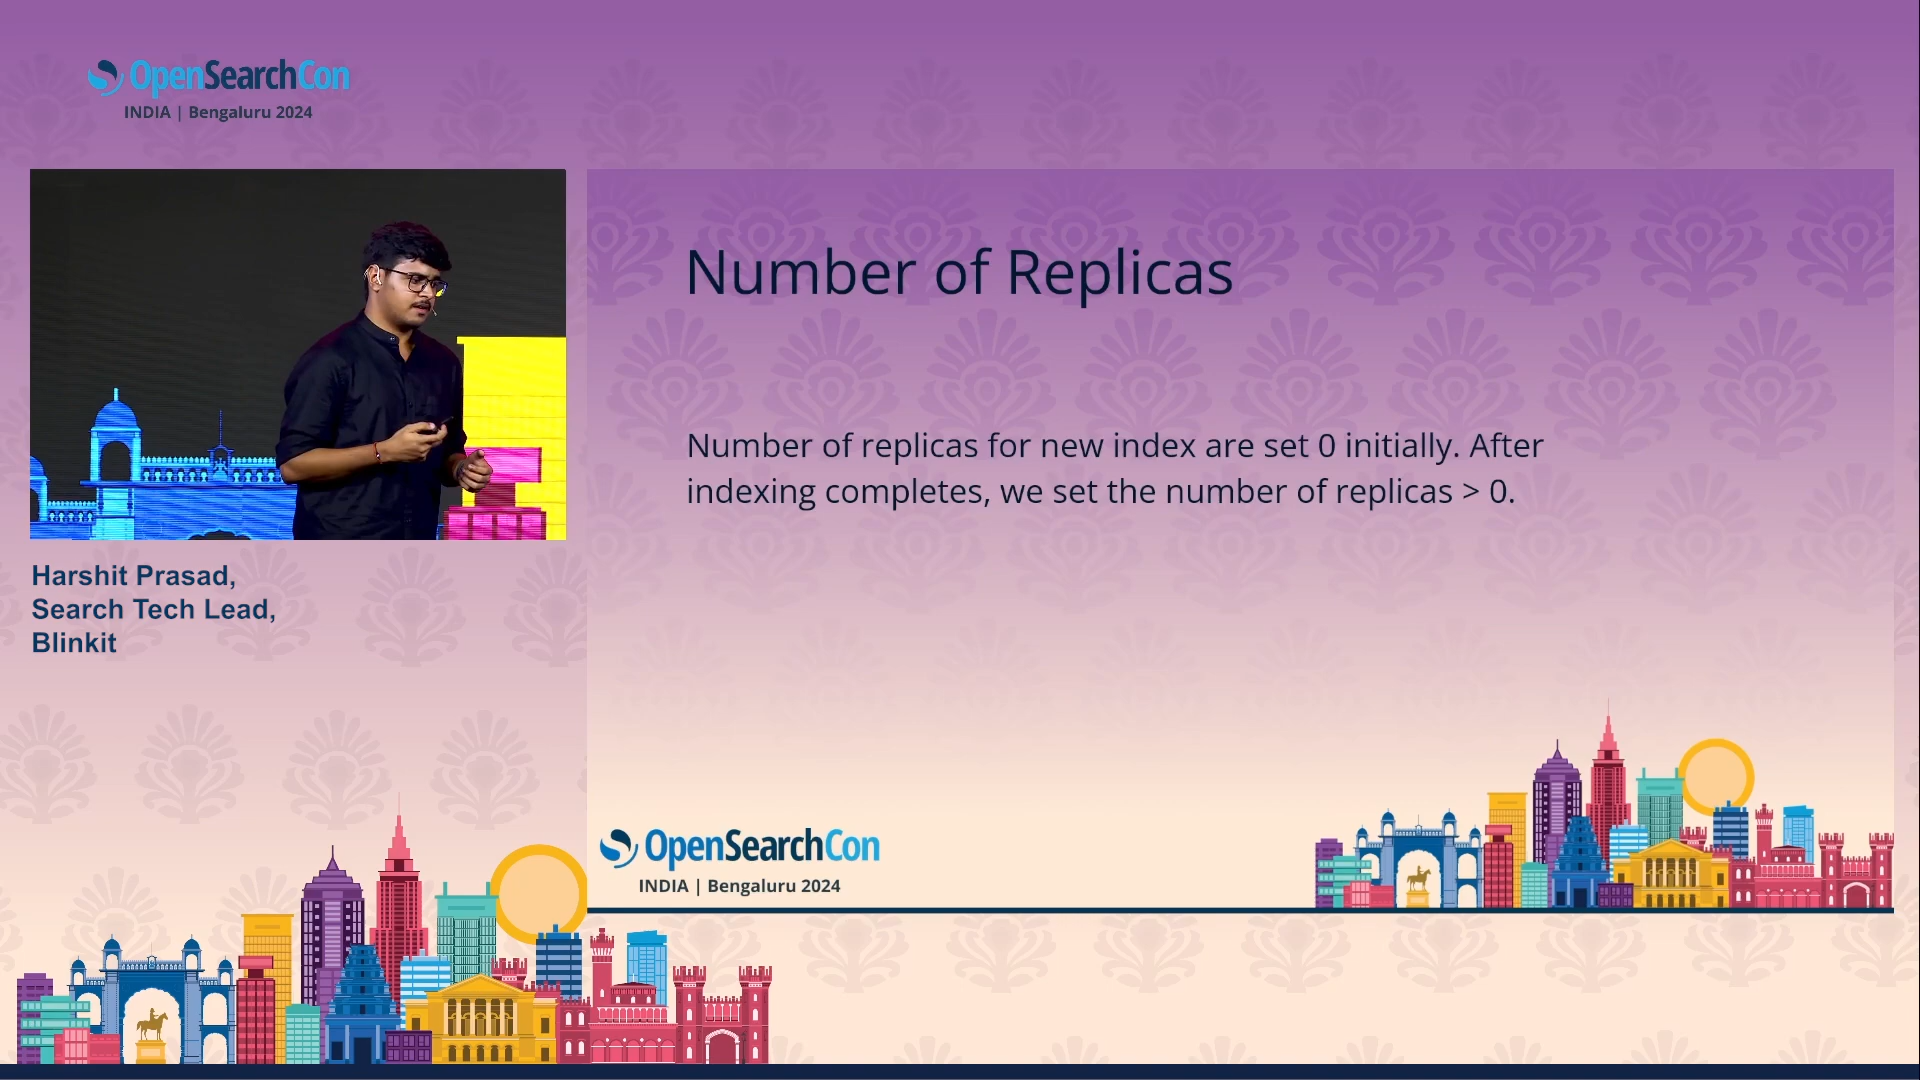 OpenSearchCon
INDIA | Bengaluru 2024
Number of Replicas
Number of replicas for new index are set 0 initially. After
indexing completes, we set the number of replicas > 0.
Harshit Prasad,
Search Tech Lead,
Blinkit
OpenSearchCon
INDIA | Bengaluru 2024